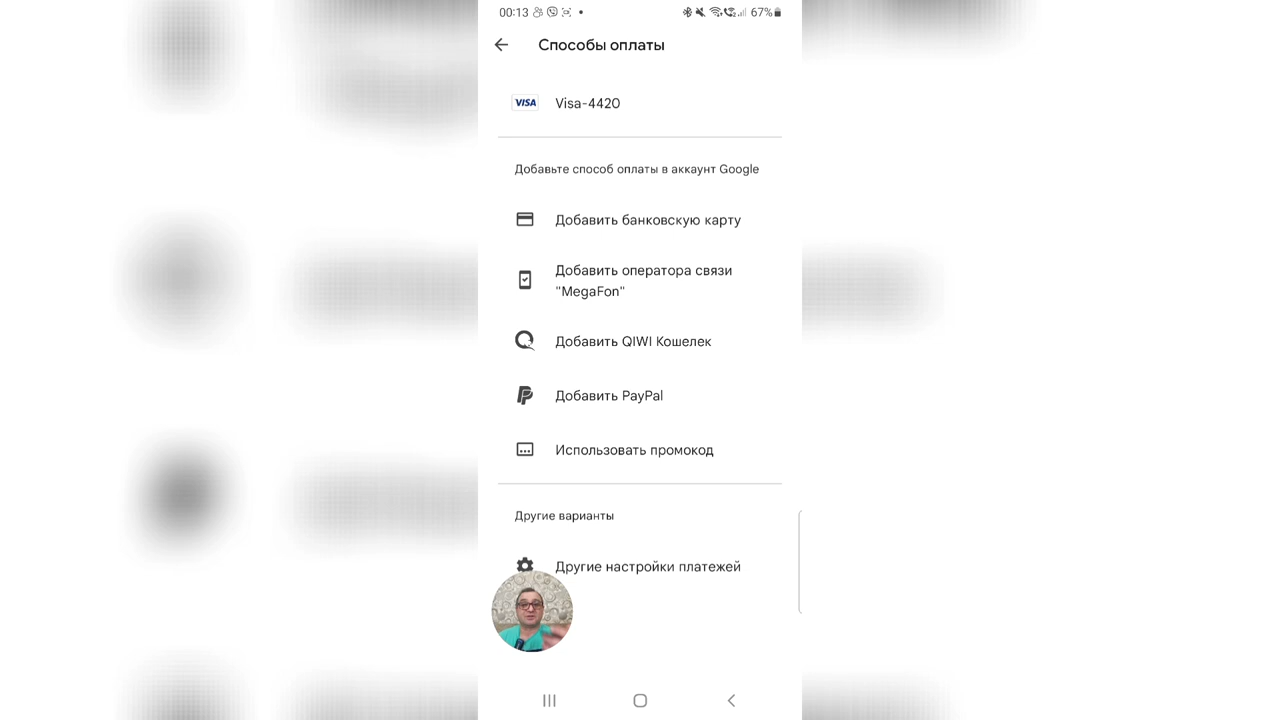 00:13 67%
Способы оплаты
VISA Visa-4420
Добавьте способ оплаты в аккаунт Google
Добавить банковскую карту
Добавить оператора связи
"MegaFon"
Добавить QIWI Кошелек
Добавить PayPal
Использовать промокод
Другие варианты
Другие настройки платежей